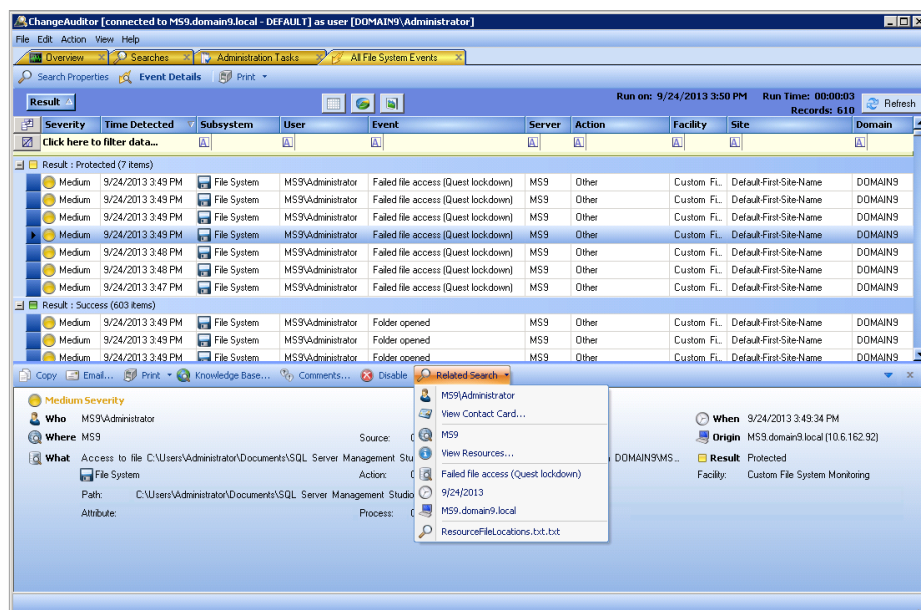 ChangeAuditor [connected to MS9.domain9.local - DEFAULT] as user [DOMAIN9\Administrator]
File Edit Action View Help
Overview Searches Administration Tasks All File System Events
Search Properties Event Details Print
Result Run on: 9/24/2013 3:50 PM Run Time: 00:00:03
Records: 610 Refresh
Severity Time Detected Subsystem User Event Server Action Facility Site Domain
Click here to filter data...
Result : Protected (7 items)
Medium 9/24/2013 3:49 PM File System MS9\Administrator Failed file access (Quest lockdown) MS9 Other Custom Fi... Default-First-Site-Name DOMAIN9
Medium 9/24/2013 3:49 PM File System MS9\Administrator Failed file access (Quest lockdown) MS9 Other Custom Fi... Default-First-Site-Name DOMAIN9
Medium 9/24/2013 3:49 PM File System MS9\Administrator Failed file access (Quest lockdown) MS9 Other Custom Fi... Default-First-Site-Name DOMAIN9
Medium 9/24/2013 3:49 PM File System MS9\Administrator Failed file access (Quest lockdown) MS9 Other Custom Fi... Default-First-Site-Name DOMAIN9
Medium 9/24/2013 3:48 PM File System MS9\Administrator Failed file access (Quest lockdown) MS9 Other Custom Fi... Default-First-Site-Name DOMAIN9
Medium 9/24/2013 3:48 PM File System MS9\Administrator Failed file access (Quest lockdown) MS9 Other Custom Fi... Default-First-Site-Name DOMAIN9
Medium 9/24/2013 3:47 PM File System MS9\Administrator Failed file access (Quest lockdown) MS9 Other Custom Fi... Default-First-Site-Name DOMAIN9
Result : Success (603 items)
Medium 9/24/2013 3:49 PM File System MS9\Administrator Folder opened MS9 Other Custom Fi... Default-First-Site-Name DOMAIN9
Medium 9/24/2013 3:49 PM File System MS9\Administrator Folder opened MS9 Other Custom Fi... Default-First-Site-Name DOMAIN9
Medium 9/24/2013 3:49 PM File System MS9\Administrator Folder opened MS9 Other Custom Fi... Default-First-Site-Name DOMAIN9
Copy Email... Print Knowledge Base... Comments... Disable Related Search
Medium Severity
Who MS9\Administrator
Where MS9 Source:
What Access to file C:\Users\Administrator\Documents\SQL Server Management Stu
File System Action:
Path: C:\Users\Administrator\Documents\SQL Server Management Studio
Attribute: Process:
MS9\Administrator
View Contact Card...
MS9
View Resources...
Failed file access (Quest lockdown)
9/24/2013
MS9.domain9.local
ResourceFileLocations.txt.txt
When 9/24/2013 3:49:34 PM
Origin MS9.domain9.local (10.6.162.92)
DOMAIN9\MS... Result Protected
Facility: Custom File System Monitoring